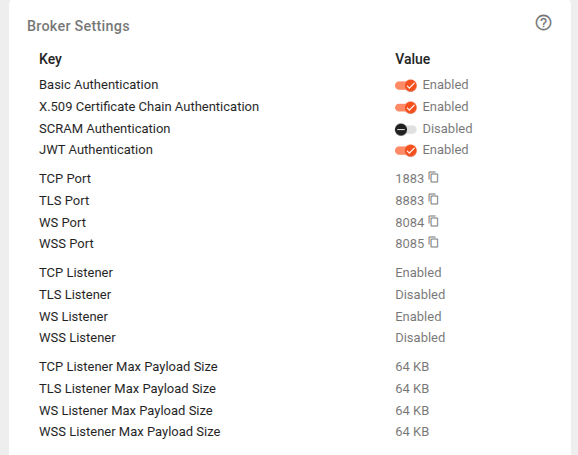 Broker Settings
Key Value
Basic Authentication Enabled
X.509 Certificate Chain Authentication Enabled
SCRAM Authentication Disabled
JWT Authentication Enabled
TCP Port 1883
TLS Port 8883
WS Port 8084
WSS Port 8085
TCP Listener Enabled
TLS Listener Disabled
WS Listener Enabled
WSS Listener Disabled
TCP Listener Max Payload Size 64 KB
TLS Listener Max Payload Size 64 KB
WS Listener Max Payload Size 64 KB
WSS Listener Max Payload Size 64 KB